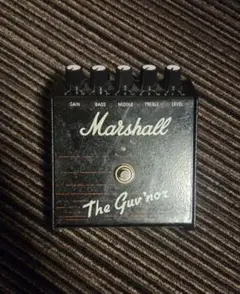 GAIN BASS MIDDLE TREBLE LEVEL
Marshall
The Guv'nor